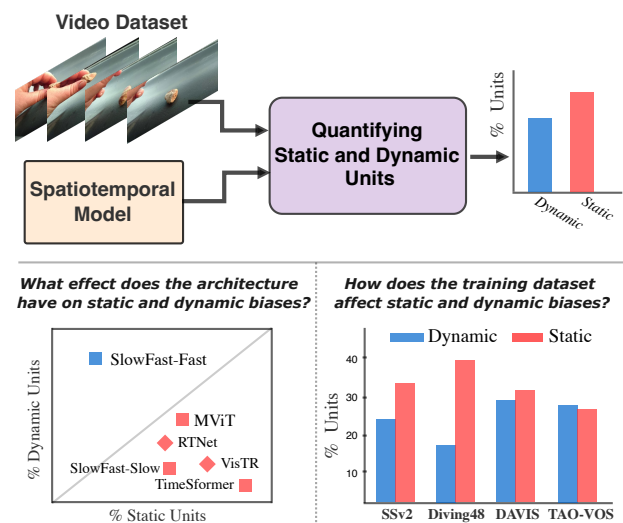 Video Dataset
Spatiotemporal
Model
Quantifying
Static and Dynamic
Units
% Units
Dynamic
Static
What effect does the architecture
have on static and dynamic biases?
% Dynamic Units
SlowFast-Fast
MViT
RTNet
SlowFast-Slow
VisTR
TimeSformer
% Static Units
How does the training dataset
affect static and dynamic biases?
Dynamic
Static
% Units
40
30
20
10
SSv2
Diving48
DAVIS
TAO-VOS